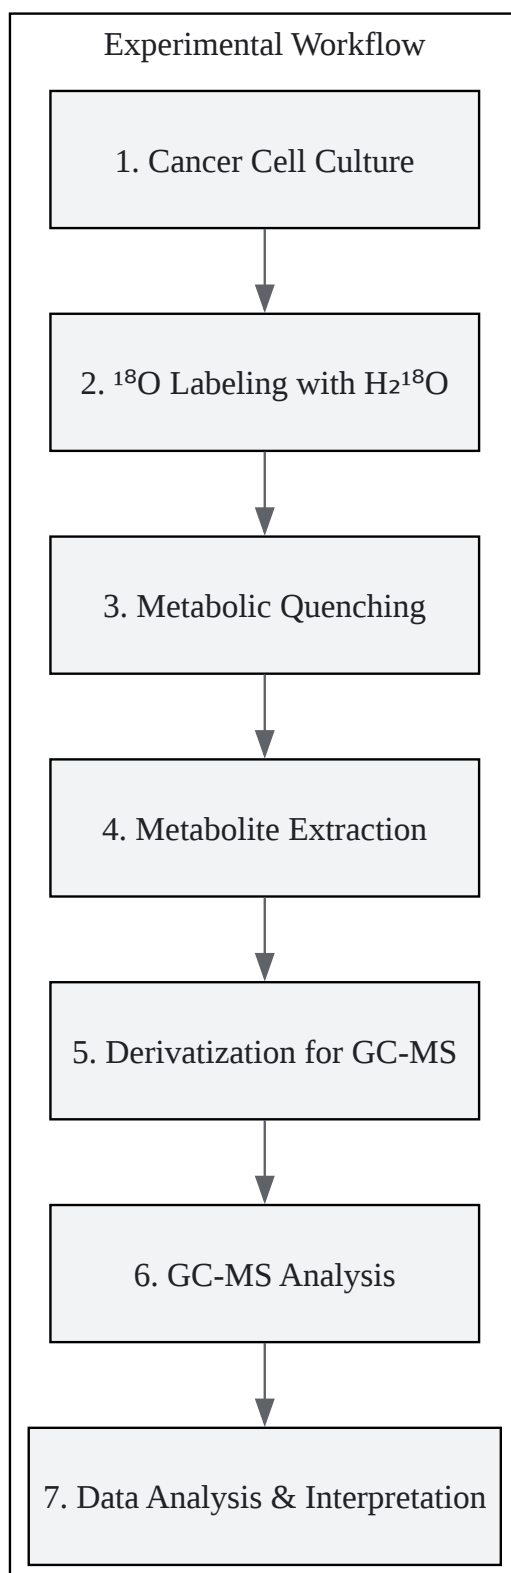 Experimental Workflow
1. Cancer Cell Culture
2. ¹⁸O Labeling with H₂¹⁸O
3. Metabolic Quenching
4. Metabolite Extraction
5. Derivatization for GC-MS
6. GC-MS Analysis
7. Data Analysis & Interpretation